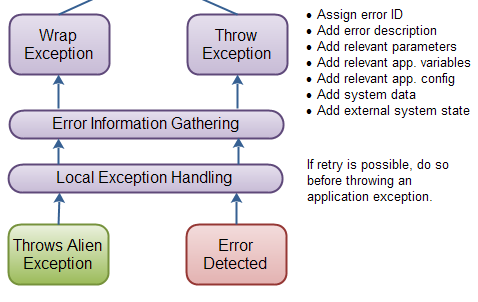 Wrap
Exception
Throw
Exception
• Assign error ID
• Add error description
• Add relevant parameters
• Add relevant app. variables
• Add relevant app. config
• Add system data
• Add external system state
Error Information Gathering
Local Exception Handling
If retry is possible, do so
before throwing an
application exception.
Throws Alien
Exception
Error
Detected